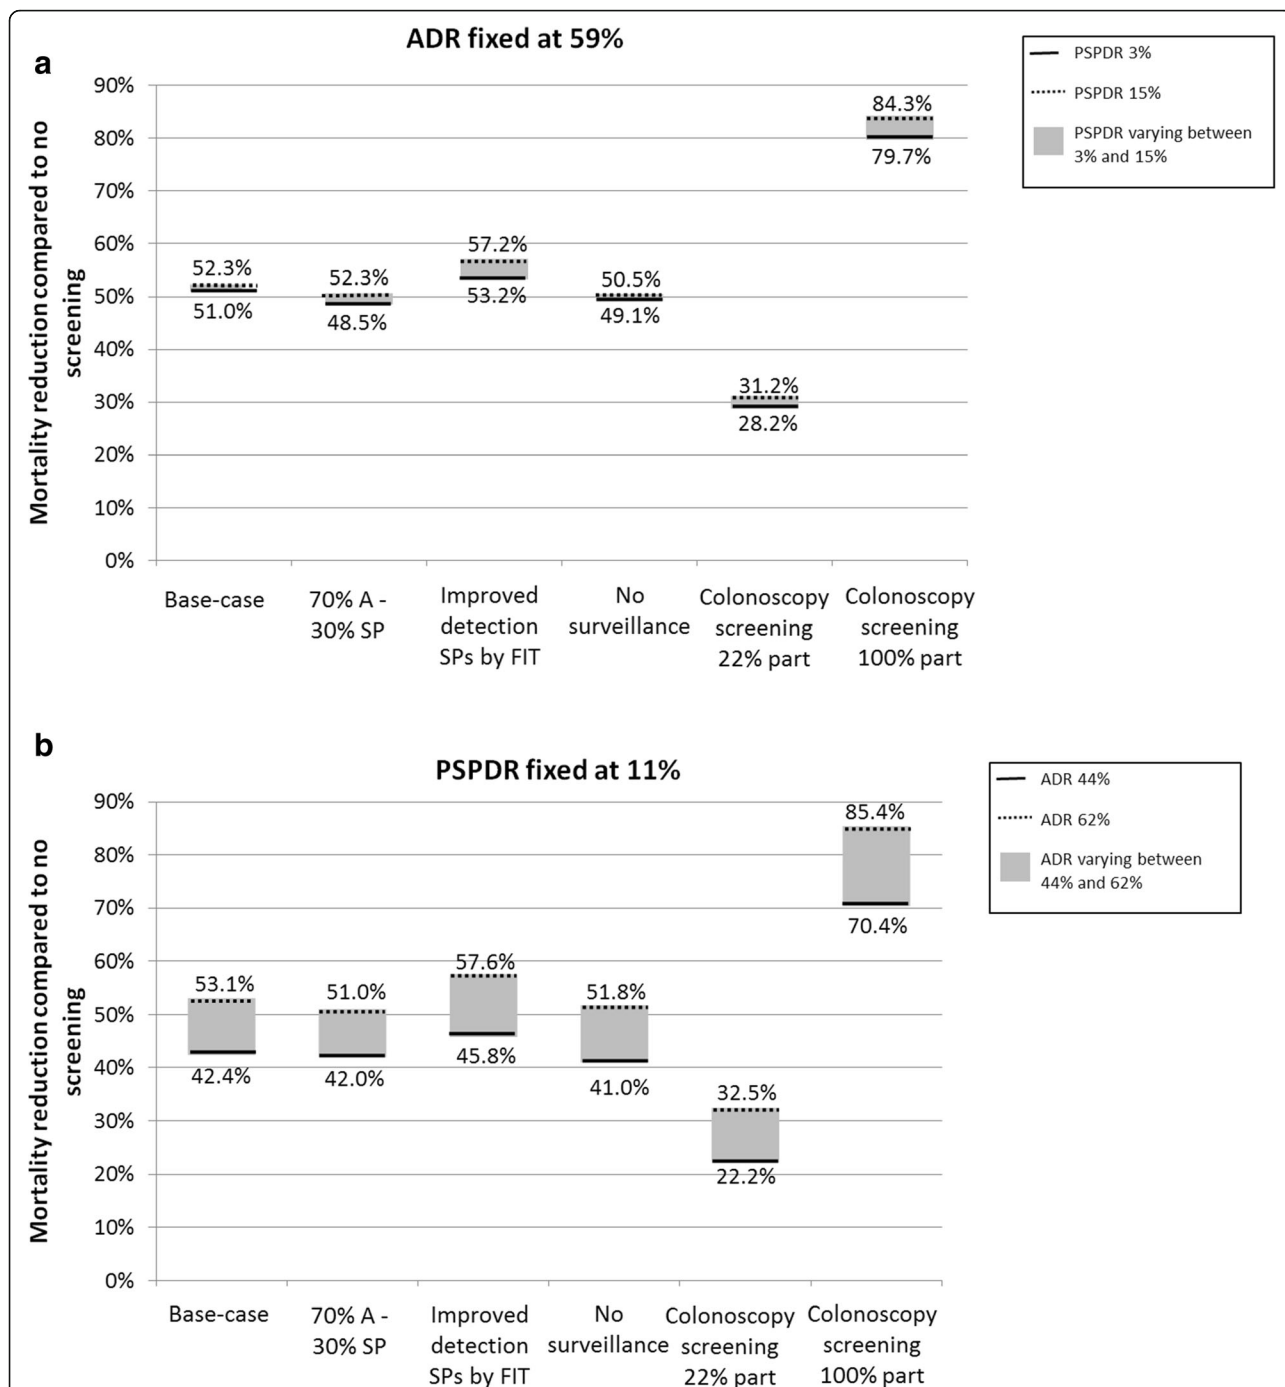 a
ADR fixed at 59%
PSPDR 3%
PSPDR 15%
PSPDR varying between
3% and 15%
Mortality reduction compared to no
screening
90%
80%
70%
60%
50%
40%
30%
20%
10%
0%
52.3%
51.0%
52.3%
48.5%
57.2%
53.2%
50.5%
49.1%
31.2%
28.2%
84.3%
79.7%
Base-case
70% A -
30% SP
Improved
detection
SPs by FIT
No
surveillance
Colonoscopy
screening
22% part
Colonoscopy
screening
100% part
b
PSPDR fixed at 11%
ADR 44%
ADR 62%
ADR varying between
44% and 62%
Mortality reduction compared to no
screening
90%
80%
70%
60%
50%
40%
30%
20%
10%
0%
53.1%
42.4%
51.0%
42.0%
57.6%
45.8%
51.8%
41.0%
32.5%
22.2%
85.4%
70.4%
Base-case
70% A -
30% SP
Improved
detection
SPs by FIT
No
surveillance
Colonoscopy
screening
22% part
Colonoscopy
screening
100% part